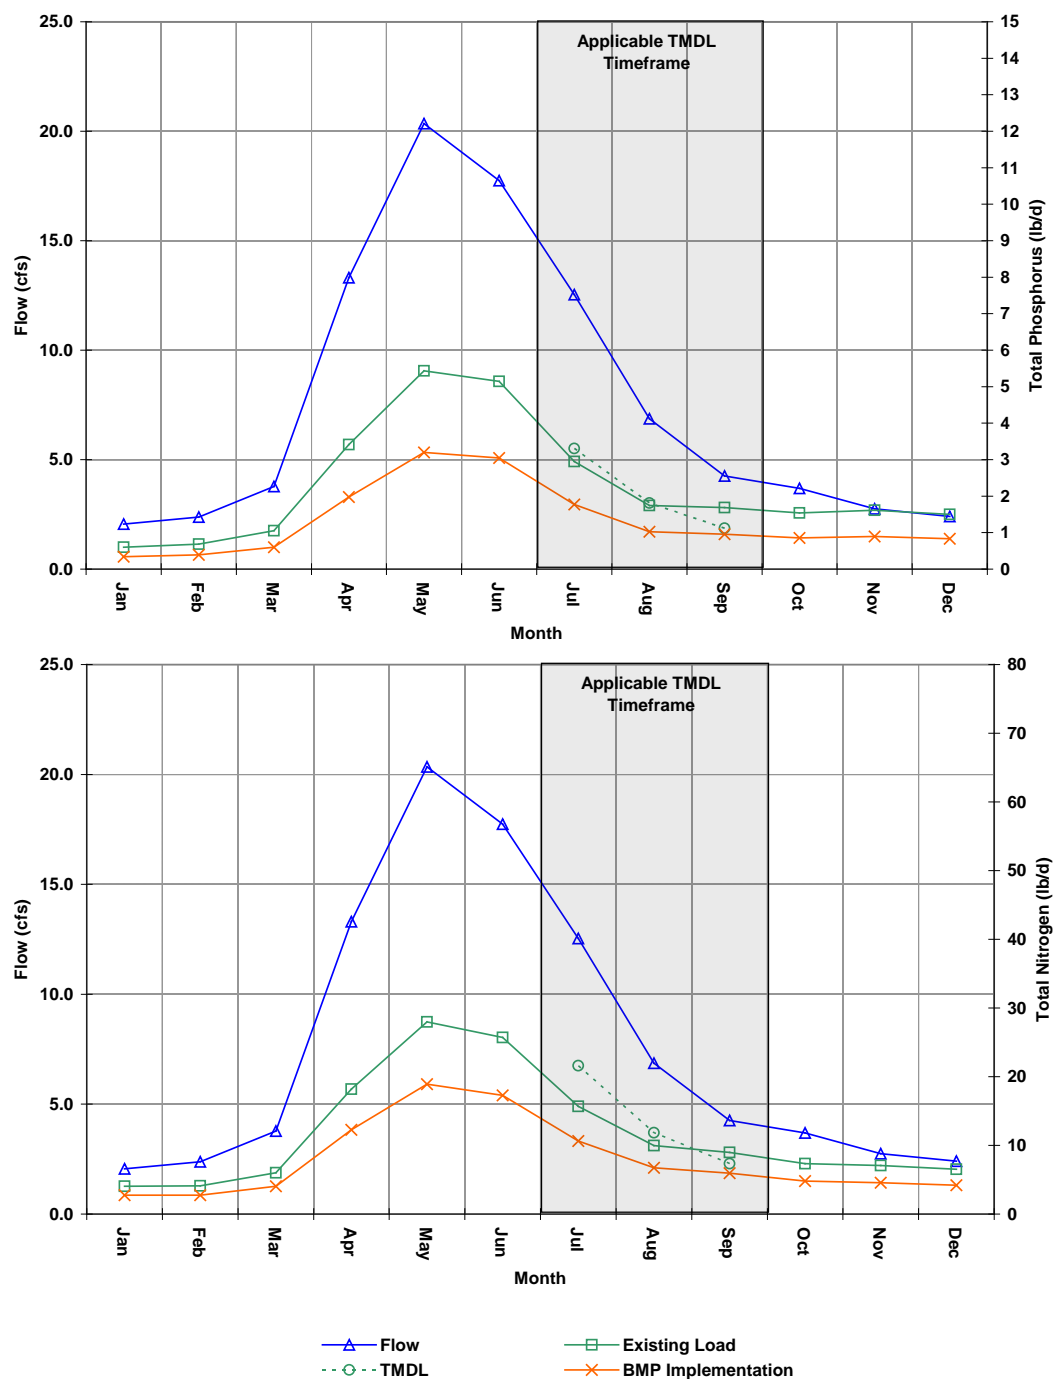 Applicable TMDL
Timeframe
25.0
20.0
15.0
10.0
5.0
0.0
Flow (cfs)
15
14
13
12
11
10
9
8
7
6
5
4
3
2
1
0
Total Phosphorus (lb/d)
Jan Feb Mar Apr May Jun Jul Aug Sep Oct Nov Dec
Month
Applicable TMDL
Timeframe
25.0
20.0
15.0
10.0
5.0
0.0
Flow (cfs)
80
70
60
50
40
30
20
10
0
Total Nitrogen (lb/d)
Jan Feb Mar Apr May Jun Jul Aug Sep Oct Nov Dec
Month
Flow Existing Load
TMDL BMP Implementation